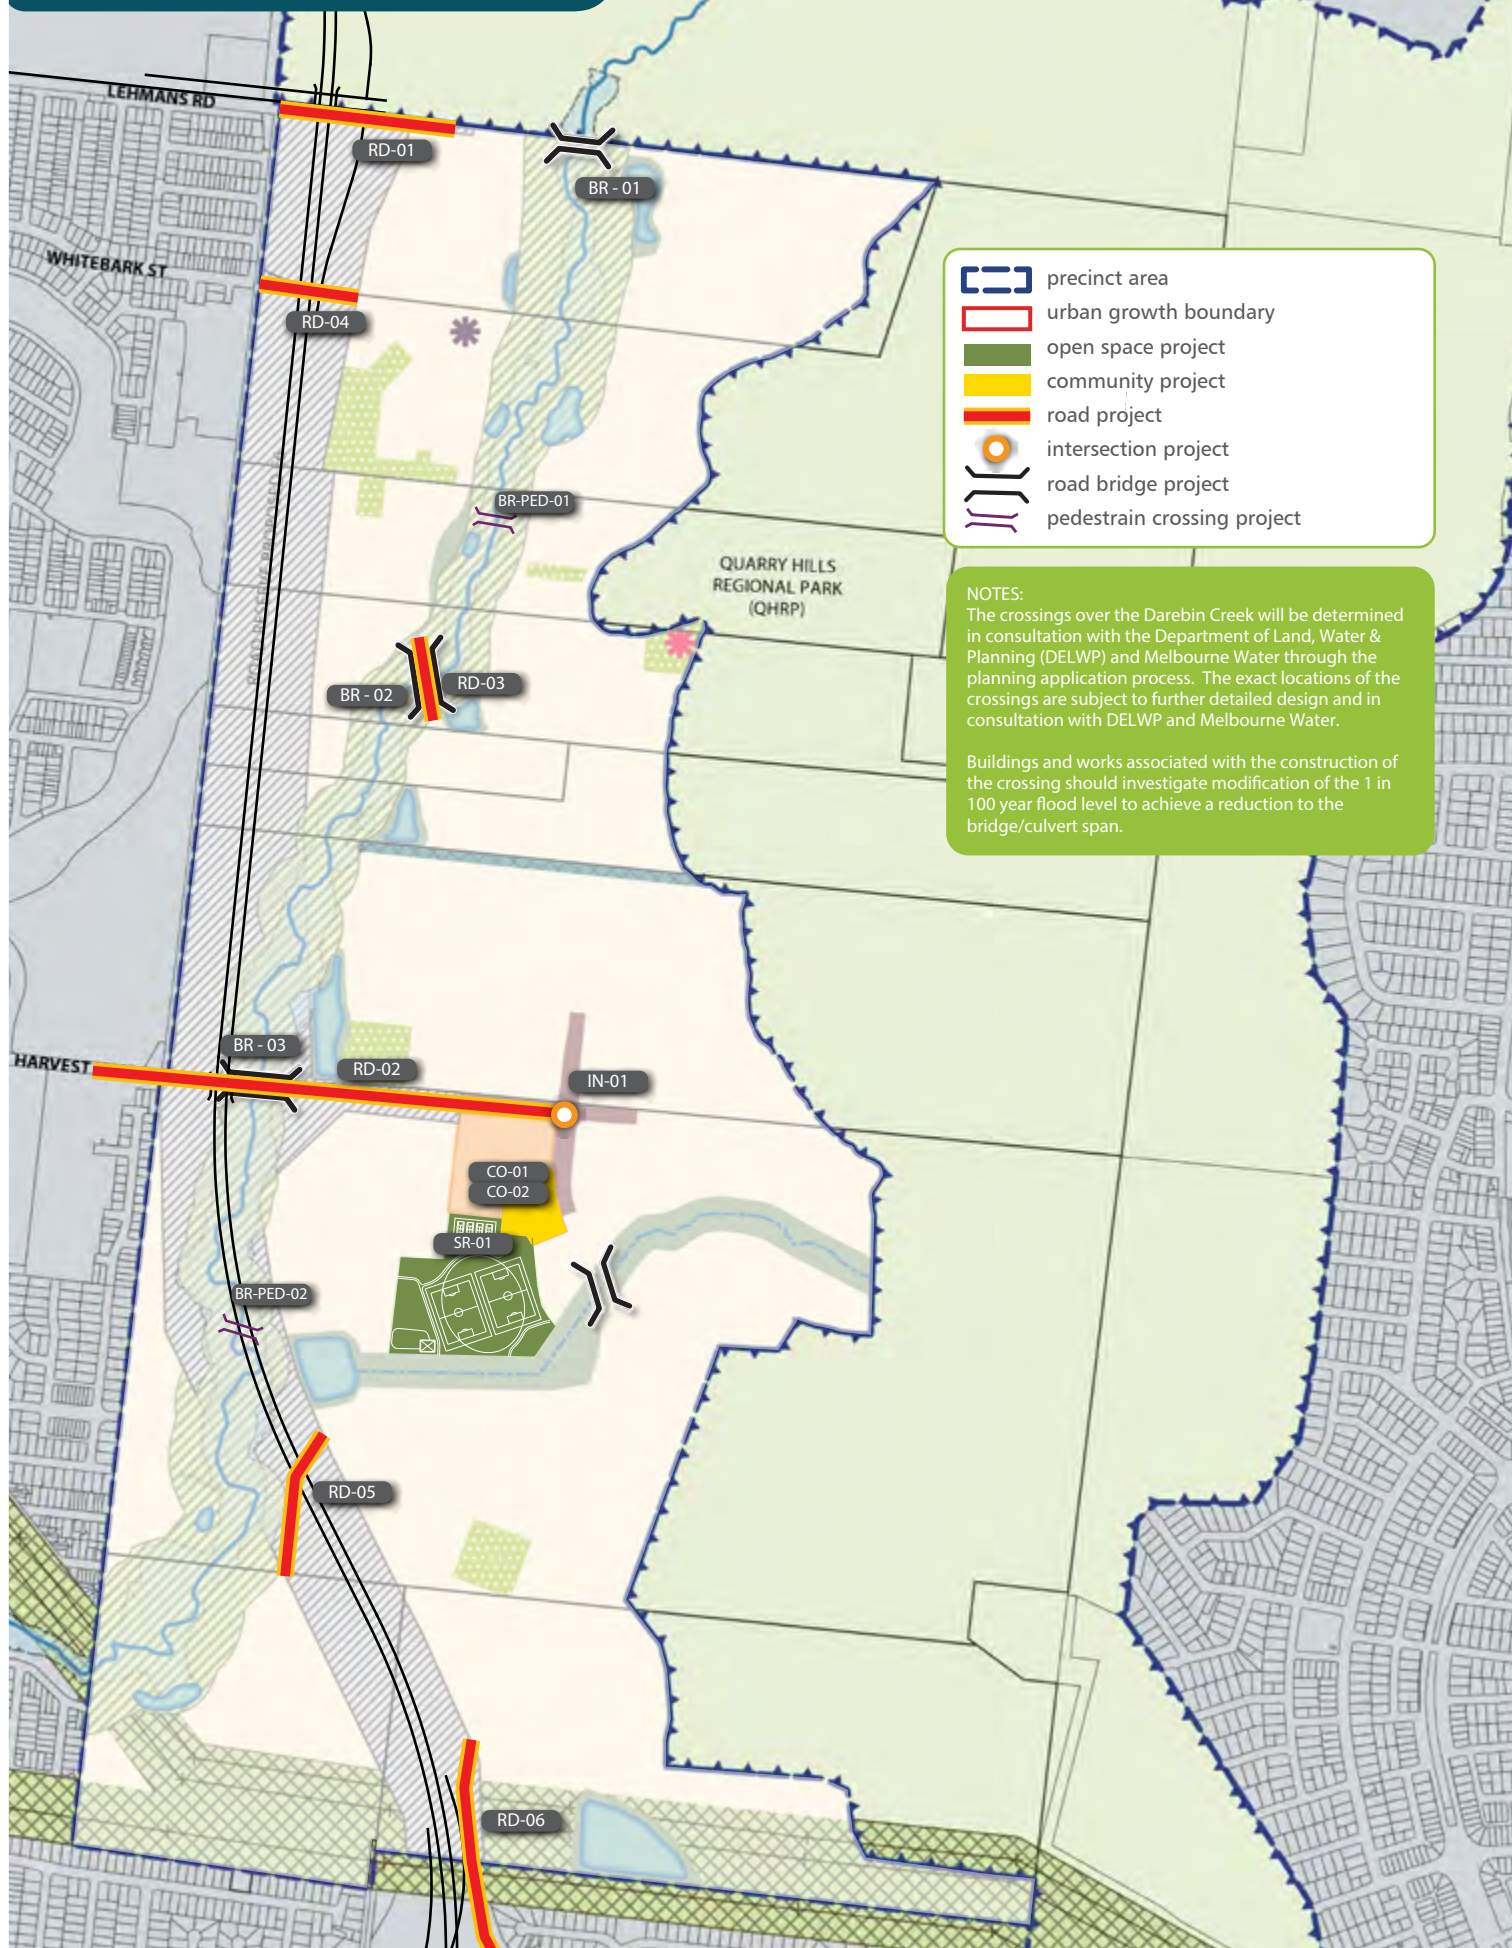 LEHMANS RD
RD-01
BR - 01
WHITEBARK ST
RD-04
precinct area
urban growth boundary
open space project
community project
road project
intersection project
road bridge project
pedestrain crossing project
BR-PED-01
QUARRY HILLS
REGIONAL PARK
(QHRP)
NOTES:
The crossings over the Darebin Creek will be determined
in consultation with the Department of Land, Water &
Planning (DELWP) and Melbourne Water through the
planning application process.  The exact locations of the
crossings are subject to further detailed design and in
consultation with DELWP and Melbourne Water.
Buildings and works associated with the construction of
the crossing should investigate modification of the 1 in
100 year flood level to achieve a reduction to the
bridge/culvert span.
BR - 02
RD-03
BR - 03
HARVEST
RD-02
IN-01
CO-01
CO-02
SR-01
BR-PED-02
RD-05
RD-06